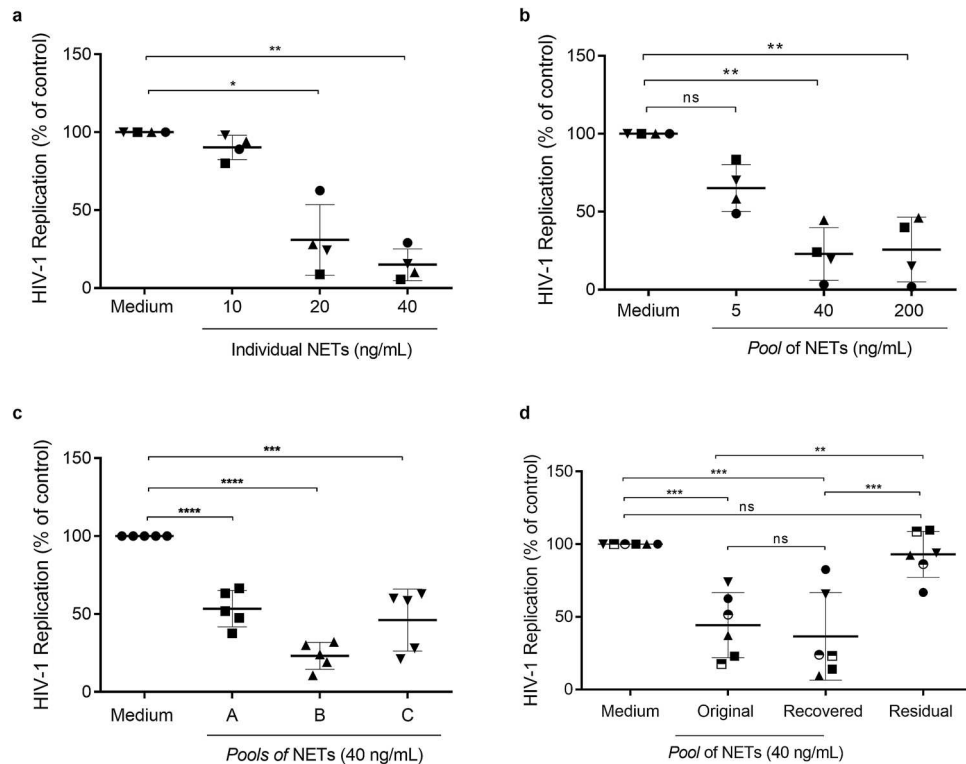 a
HIV-1 Replication (% of control)
150
100
50
0
**
*
Medium
10
20
40
Individual NETs (ng/mL)
b
HIV-1 Replication (% of control)
150
100
50
0
**
**
ns
Medium
5
40
200
Pool of NETs (ng/mL)
c
HIV-1 Replication (% of control)
150
100
50
0
***
****
****
Medium
A
B
C
Pools of NETs (40 ng/mL)
d
HIV-1 Replication (% of control)
150
100
50
0
**
***
***
***
ns
ns
Medium
Original
Recovered
Residual
Pool of NETs (40 ng/mL)